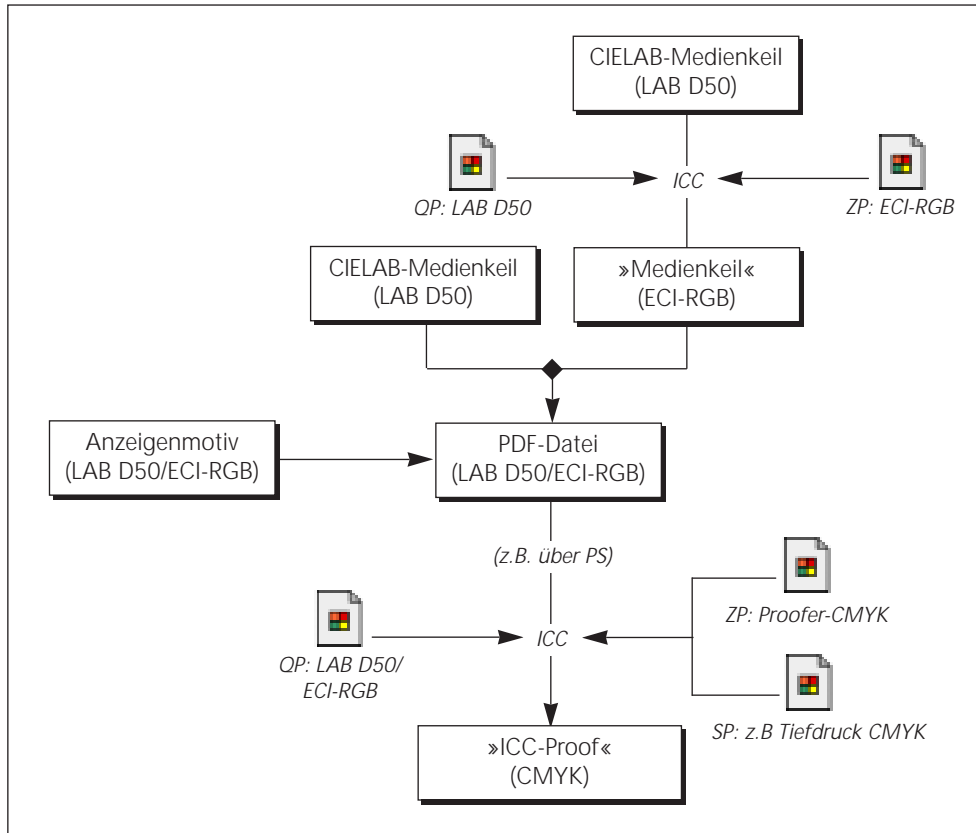 CIELAB-Medienkeil
(LAB D50)
QP: LAB D50
ICC
ZP: ECI-RGB
CIELAB-Medienkeil
(LAB D50)
»Medienkeil«
(ECI-RGB)
Anzeigenmotiv
(LAB D50/ECI-RGB)
PDF-Datei
(LAB D50/ECI-RGB)
(z.B. über PS)
QP: LAB D50/
ECI-RGB
ICC
ZP: Proofer-CMYK
SP: z.B Tiefdruck CMYK
»ICC-Proof«
(CMYK)